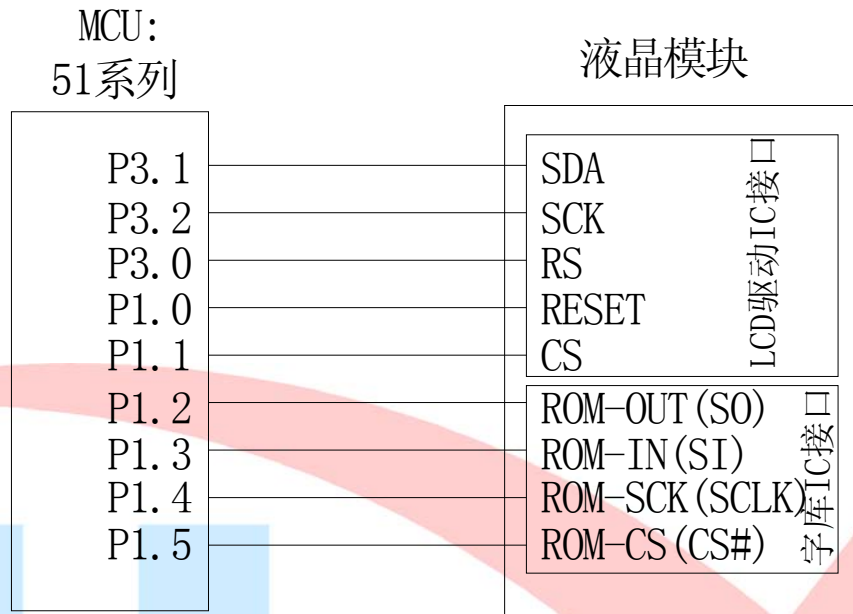 MCU:
51系列
液晶模块
P3.1
P3.2
P3.0
P1.0
P1.1
P1.2
P1.3
P1.4
P1.5
SDA
SCK
RS
RESET
CS
LCD驱动IC接口
ROM-OUT(SO)
ROM-IN(SI)
ROM-SCK(SCLK)
ROM-CS(CS#)
字库IC接口